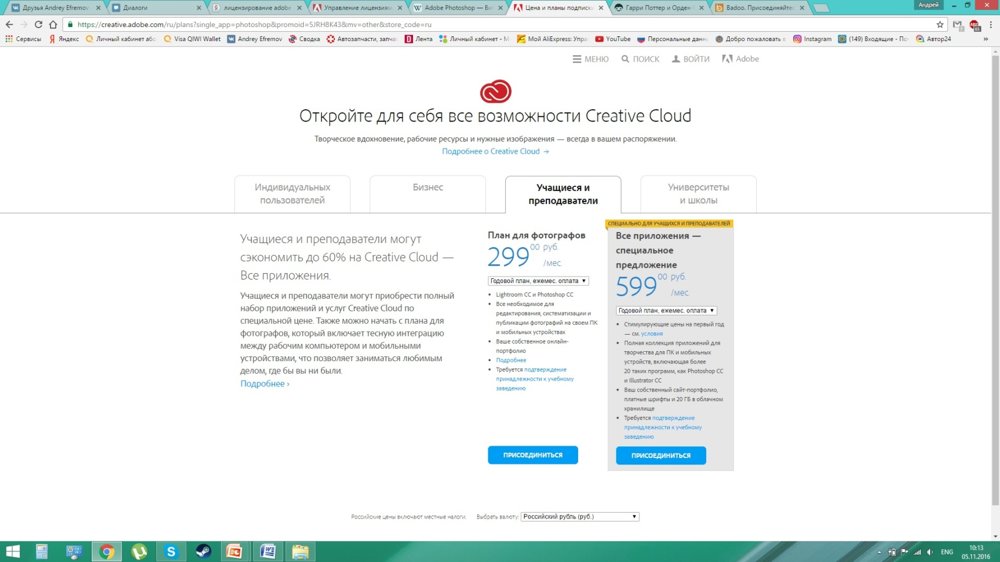 Друзья Andrey Efremov
Диалоги
лицензирование adobe
Управление лицензиями
Adobe Photoshop — Ви
Цена и планы подписки
Гарри Поттер и Орден
Badoo. Присоединяйтес
Андрей
https://creative.adobe.com/ru/plans?single_app=photoshop&promoid=5JRH8K43&mv=other&store_code=ru
Сервисы
Яндекс
Личный кабинет або
Visa QIWI Wallet
Andrey Efremov
Сводка
Автозапчасти, запча
Лента
Личный кабинет - М
Мой AliExpress: Упра
YouTube
Персональные данн
Добро пожаловать в
Instagram
(149) Входящие - По
Автор24
»
МЕНЮ ПОИСК ВОЙТИ Adobe
Откройте для себя все возможности Creative Cloud
Творческое вдохновение, рабочие ресурсы и нужные изображения — всегда в вашем распоряжении.
Подробнее о Creative Cloud →
Индивидуальных
пользователей
Бизнес
Учащиеся и
преподаватели
Университеты
и школы
Учащиеся и преподаватели могут
сэкономить до 60% на Creative Cloud —
Все приложения.
Учащиеся и преподаватели могут приобрести полный
набор приложений и услуг Creative Cloud по
специальной цене. Также можно начать с плана для
фотографов, который включает тесную интеграцию
между рабочим компьютером и мобильными
устройствами, что позволяет заниматься любимым
делом, где бы вы ни были.
Подробнее ›
План для фотографов
299 00 руб.
/мес.
Годовой план, ежемес. оплата
• Lightroom CC и Photoshop CC
• Все необходимое для
редактирования, систематизации и
публикации фотографий на своем ПК
и мобильных устройствах
• Ваше собственное онлайн-
портфолио
• Подробнее
• Требуется подтверждение
принадлежности к учебному
заведению
ПРИСОЕДИНИТЬСЯ
СПЕЦИАЛЬНО ДЛЯ УЧАЩИХСЯ И ПРЕПОДАВАТЕЛЕЙ
Все приложения —
специальное
предложение
599 00 руб.
/мес.
Годовой план, ежемес. оплата
• Стимулирующие цены на первый год
— см. условия
• Полная коллекция приложений для
творчества для ПК и мобильных
устройств, включающая более
20 таких программ, как Photoshop CC
и Illustrator CC
• Ваш собственный сайт-портфолио,
платные шрифты и 20 ГБ в облачном
хранилище
• Требуется подтверждение
принадлежности к учебному
заведению
ПРИСОЕДИНИТЬСЯ
Российские цены включают местные налоги.
Выбрать валюту: Российский рубль (руб.)
ENG
10:13
05.11.2016